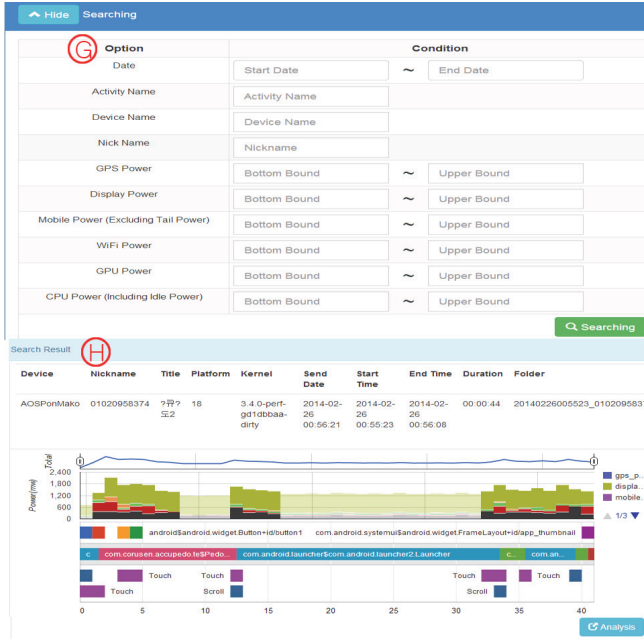 Hide Searching
G
Option Condition
Date Start Date ~ End Date
Activity Name Activity Name
Device Name Device Name
Nick Name Nickname
GPS Power Bottom Bound ~ Upper Bound
Display Power Bottom Bound ~ Upper Bound
Mobile Power (Excluding Tail Power) Bottom Bound ~ Upper Bound
WiFi Power Bottom Bound ~ Upper Bound
GPU Power Bottom Bound ~ Upper Bound
CPU Power (Including Idle Power) Bottom Bound ~ Upper Bound
Searching
Search Result H
Device Nickname Title Platform Kernel Send Start End Time Duration Folder
Date Time
AOSPonMako 01020958374 ?큐? 18 3.4.0-perf- 2014-02- 2014-02- 2014-02- 00:00:44 20140226005523_0102095837
도2 gd1dbbaa- 26 26 26
dirty 00:56:21 00:55:23 00:56:08
Total
2,400
1,800
1,200
600
0
Power(mw)
gps_p...
displa...
mobile...
1/3
android$android.widget.Button+id/button1 com.android.systemui$android.widget.FrameLayout+id/app_thumbnail
c com.corusen.accupedo.te$Pedo... com.android.launcher$com.android.launcher2.Launcher c... com.an...
Touch Touch Touch Touch
Touch Scroll Scroll
0 5 10 15 20 25 30 35 40
Analysis